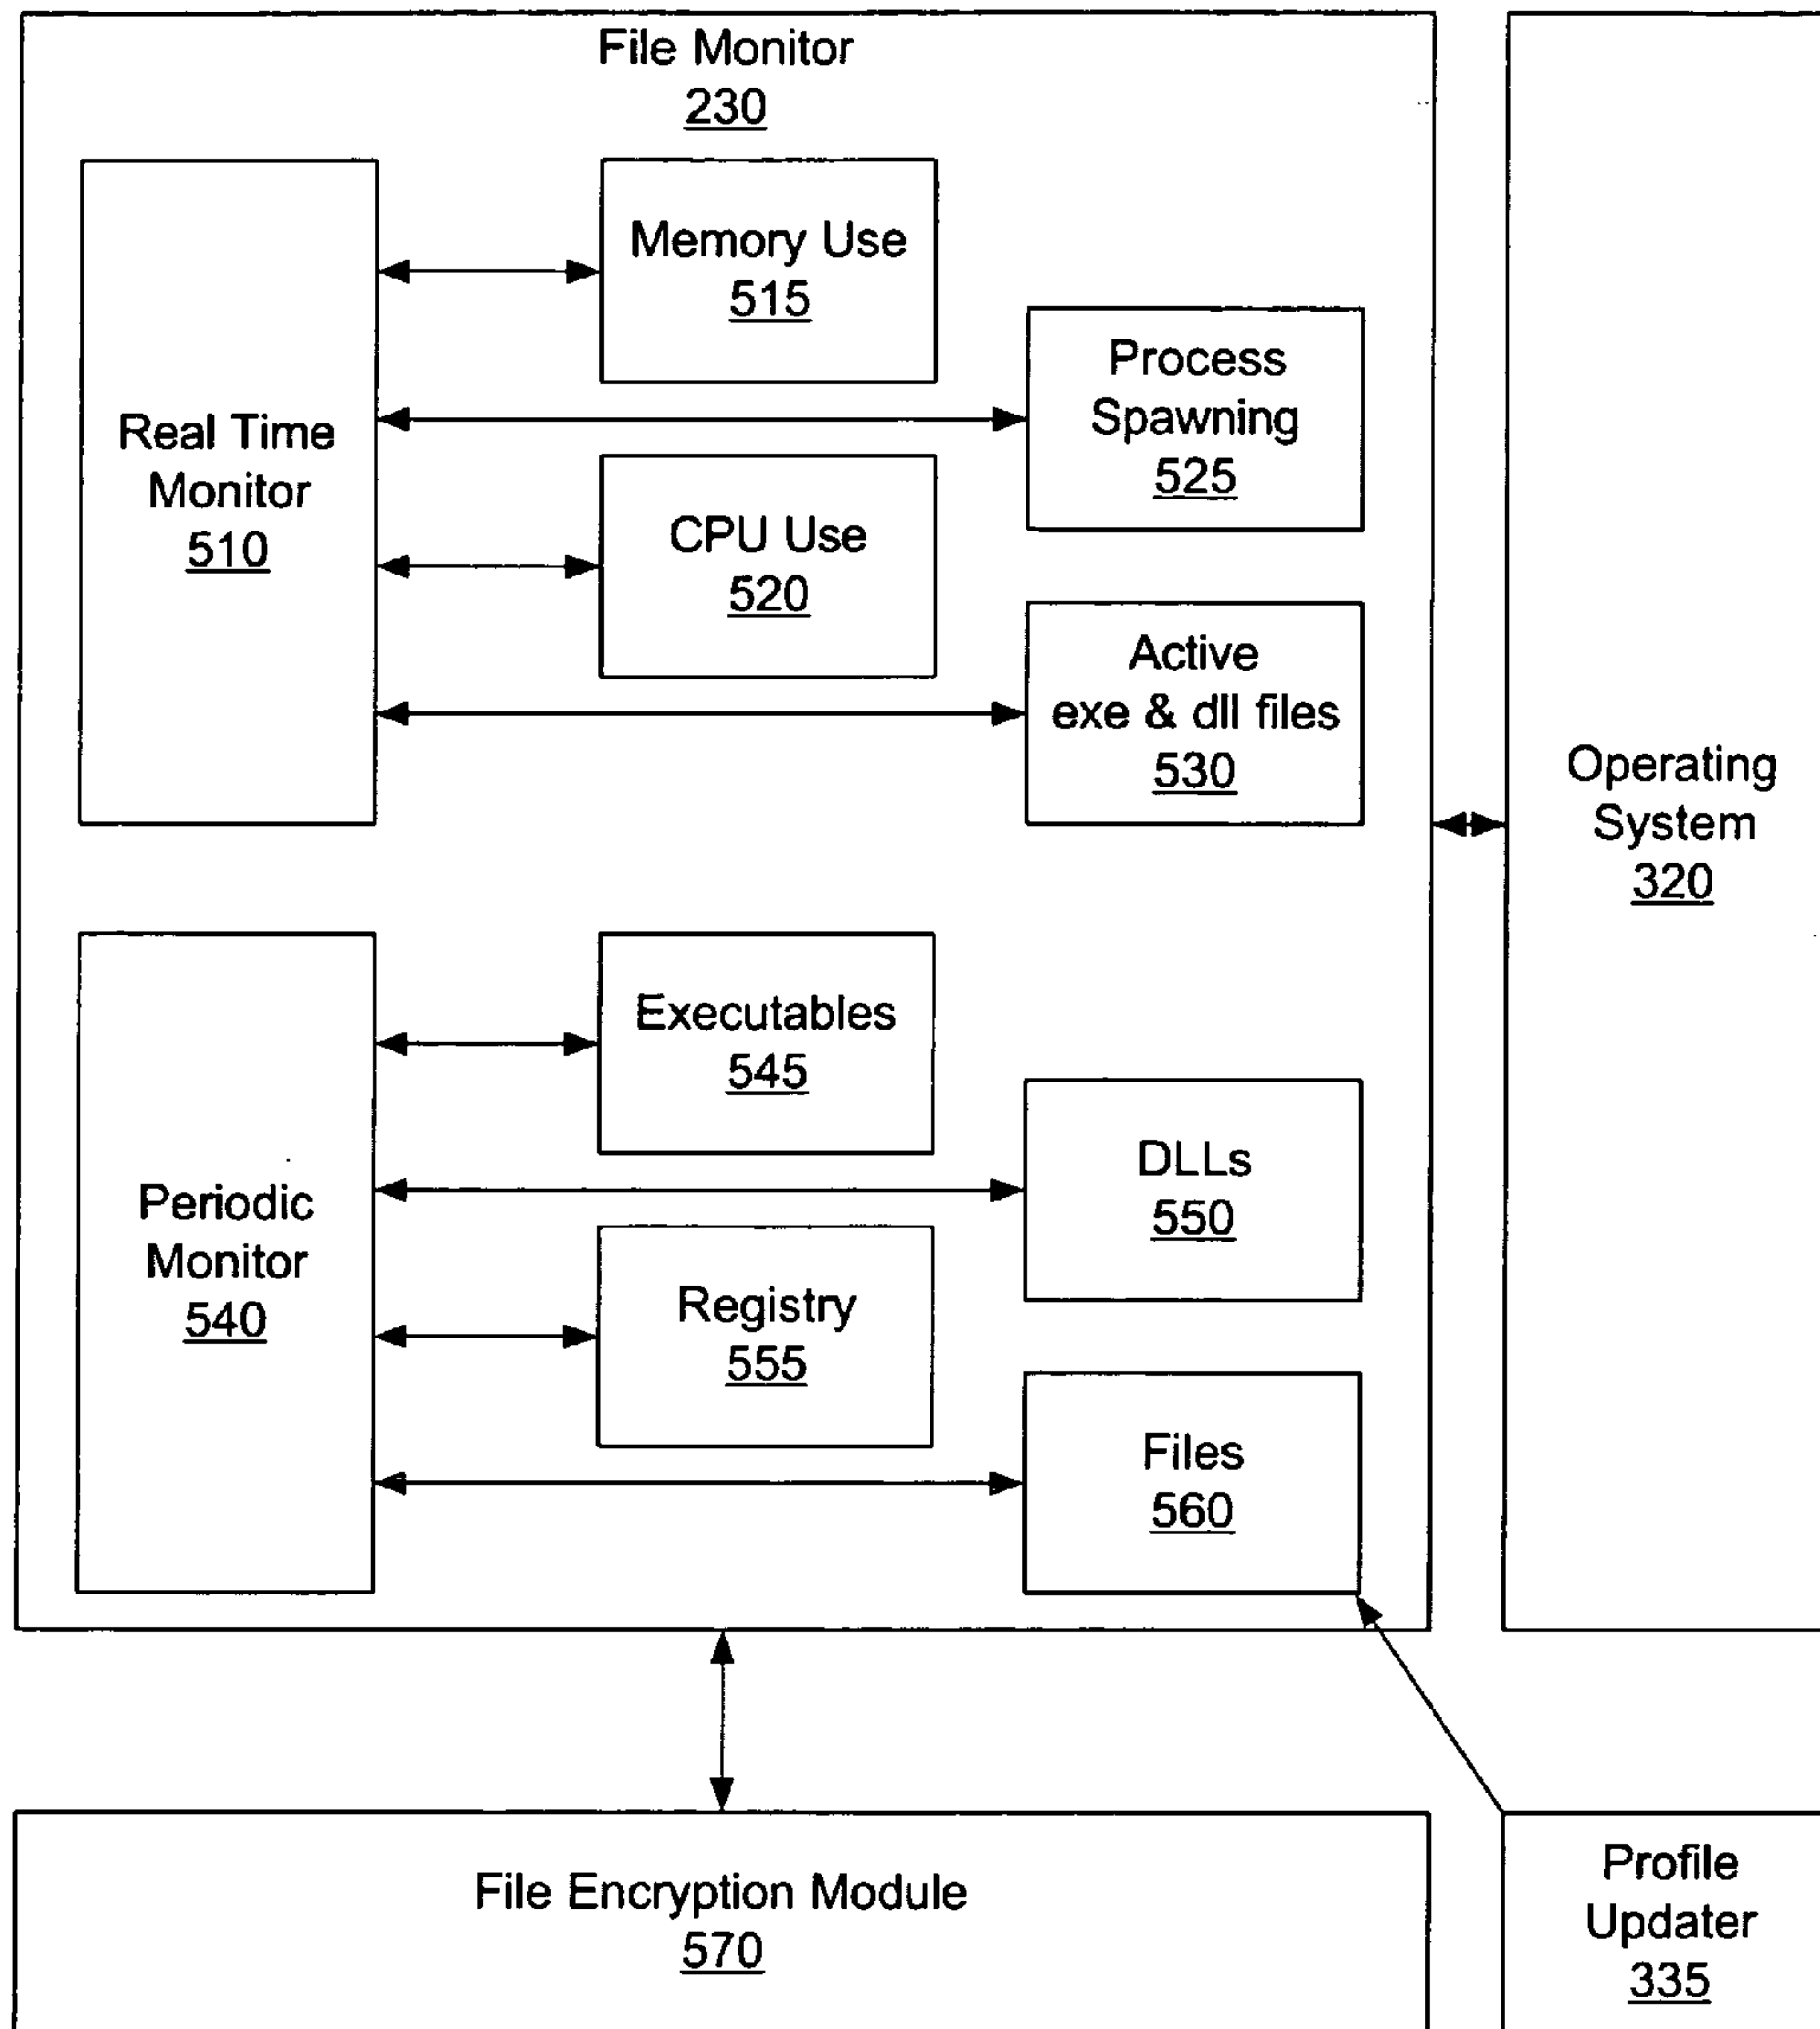 File Monitor
230
Real Time
Monitor
510
Memory Use
515
Process
Spawning
525
CPU Use
520
Active
exe & dll files
530
Operating
System
320
Periodic
Monitor
540
Executables
545
DLLs
550
Registry
555
Files
560
File Encryption Module
570
Profile
Updater
335